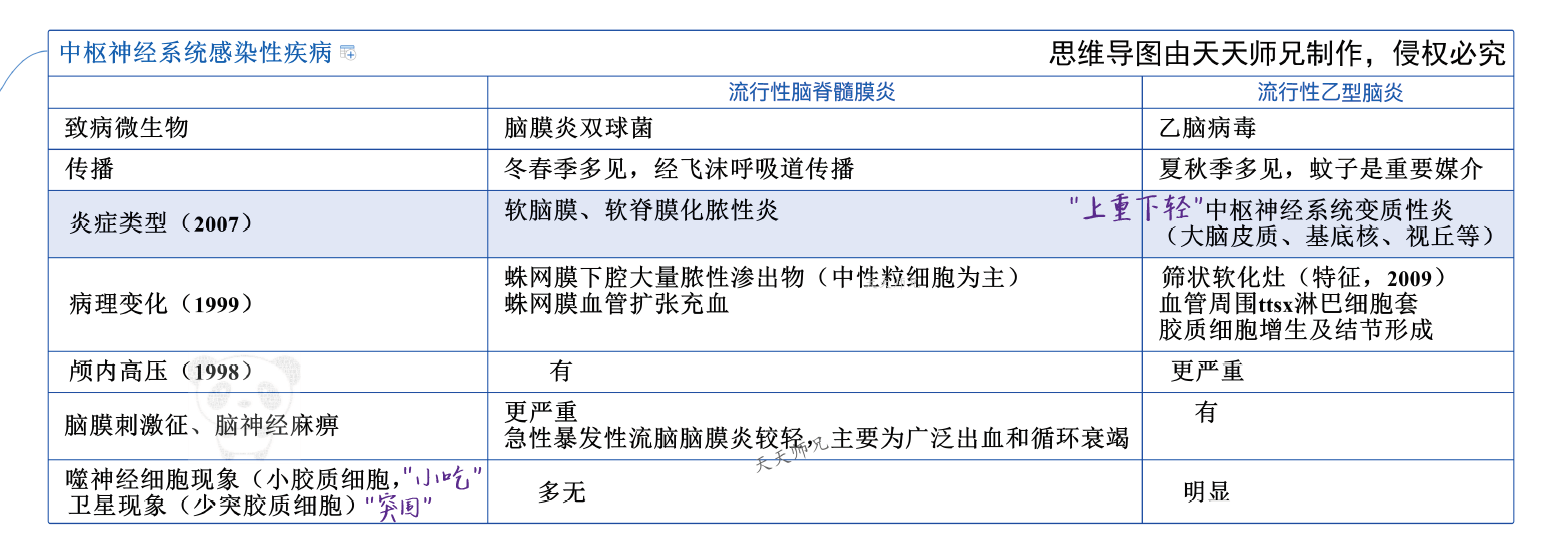 中枢神经系统感染性疾病
思维导图由天天师兄制作，侵权必究
流行性脑脊髓膜炎
流行性乙型脑炎
致病微生物
脑膜炎双球菌
乙脑病毒
传播
冬春季多见，经飞沫呼吸道传播
夏秋季多见，蚊子是重要媒介
炎症类型（2007）
软脑膜、软脊膜化脓性炎
"上重下轻"
中枢神经系统变质性炎
（大脑皮质、基底核、视丘等）
病理变化（1999）
蛛网膜下腔大量脓性渗出物（中性粒细胞为主）
蛛网膜血管扩张充血
筛状软化灶（特征，2009）
血管周围ttsx淋巴细胞套
胶质细胞增生及结节形成
颅内高压（1998）
有
更严重
脑膜刺激征、脑神经麻痹
更严重
急性暴发性流脑脑膜炎较轻，主要为广泛出血和循环衰竭
有
天天师兄
噬神经细胞现象（小胶质细胞，"小吃"
卫星现象（少突胶质细胞）"突围"
多无
明显